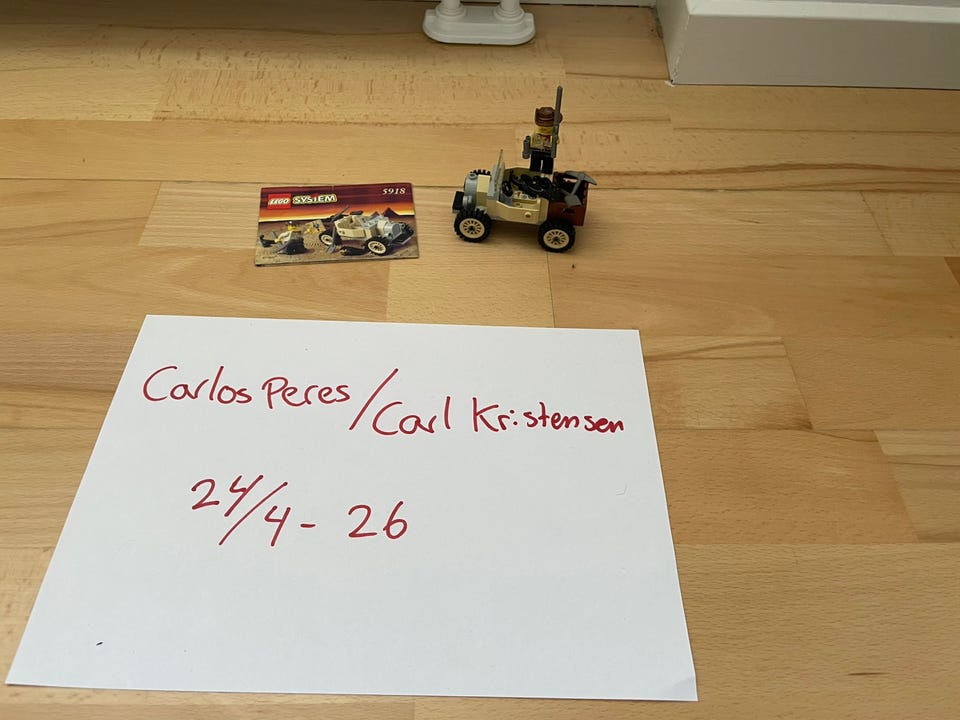 LEGO SYSTEM 5918
Carlos Peres/Carl Kristensen
24/4- 26